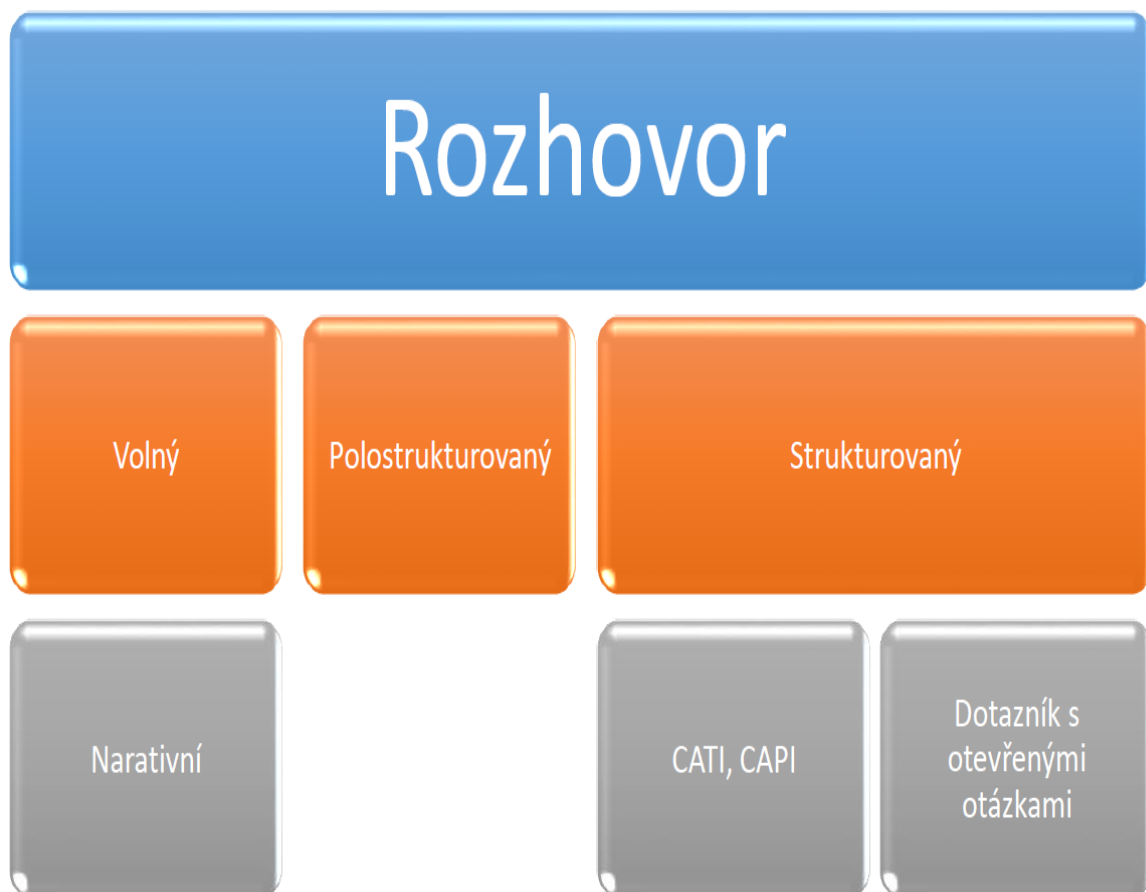 Rozhovor
Volný
Polostrukturovaný
Strukturovaný
Narativní
CATI, CAPI
Dotazník s
otevřenými
otázkami